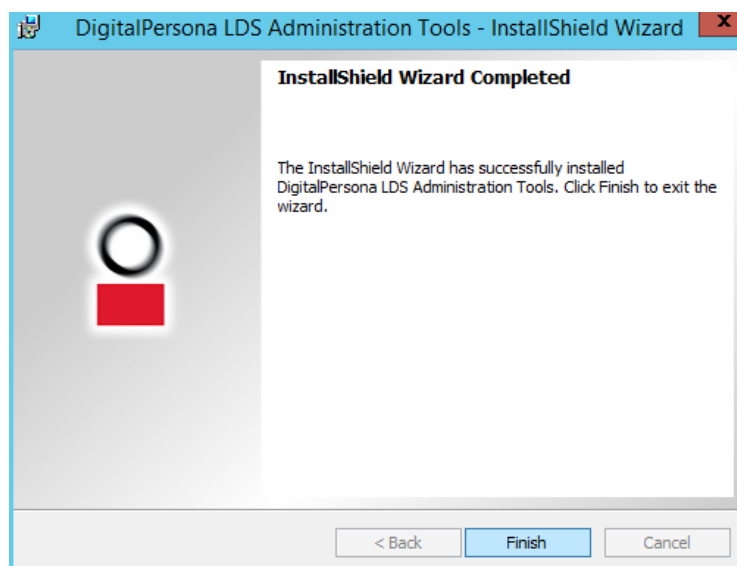 DigitalPersona LDS Administration Tools - InstallShield Wizard
InstallShield Wizard Completed
The InstallShield Wizard has successfully installed
DigitalPersona LDS Administration Tools. Click Finish to exit the
wizard.
< Back
Finish
Cancel